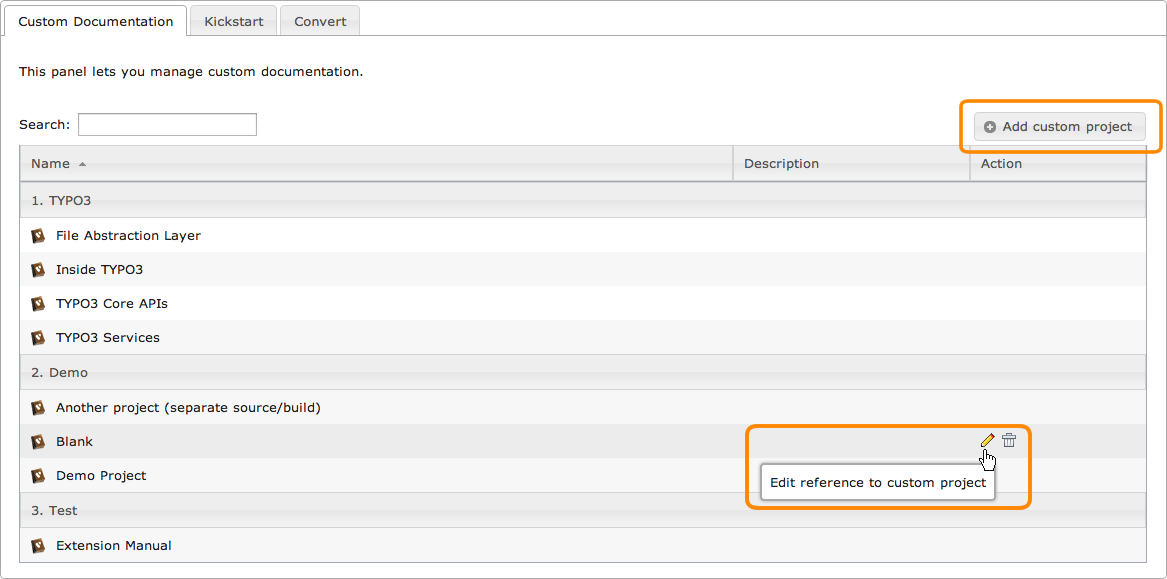 Custom Documentation Kickstart Convert
This panel lets you manage custom documentation.
Search: Add custom project
Name Description Action
1. TYPO3
File Abstraction Layer
Inside TYPO3
TYPO3 Core APIs
TYPO3 Services
2. Demo
Another project (separate source/build)
Blank
Demo Project
Edit reference to custom project
3. Test
Extension Manual